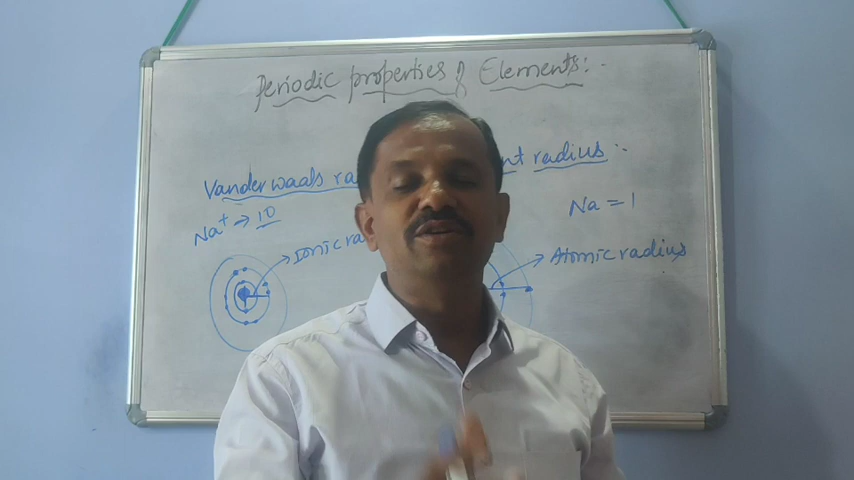 Periodic properties of Elements:-
Vanderwaals ra nt radius :-
Na+ → 10
Na = 1
Ionic ra
Atomic radius